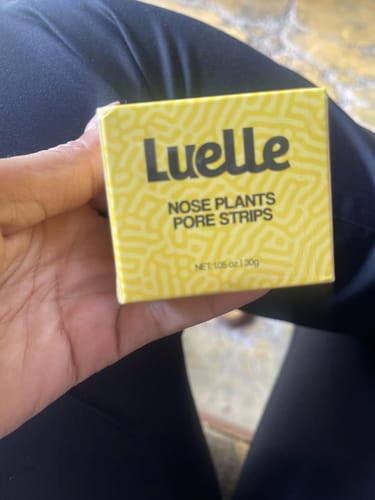 Luelle
NOSE PLANTS
PORE STRIPS
NET: 1.05 oz | 30g